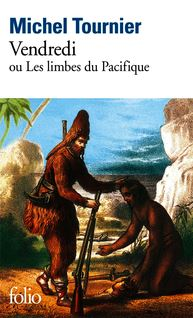 Michel Tournier
Vendredi
ou Les limbes du Pacifique
folio